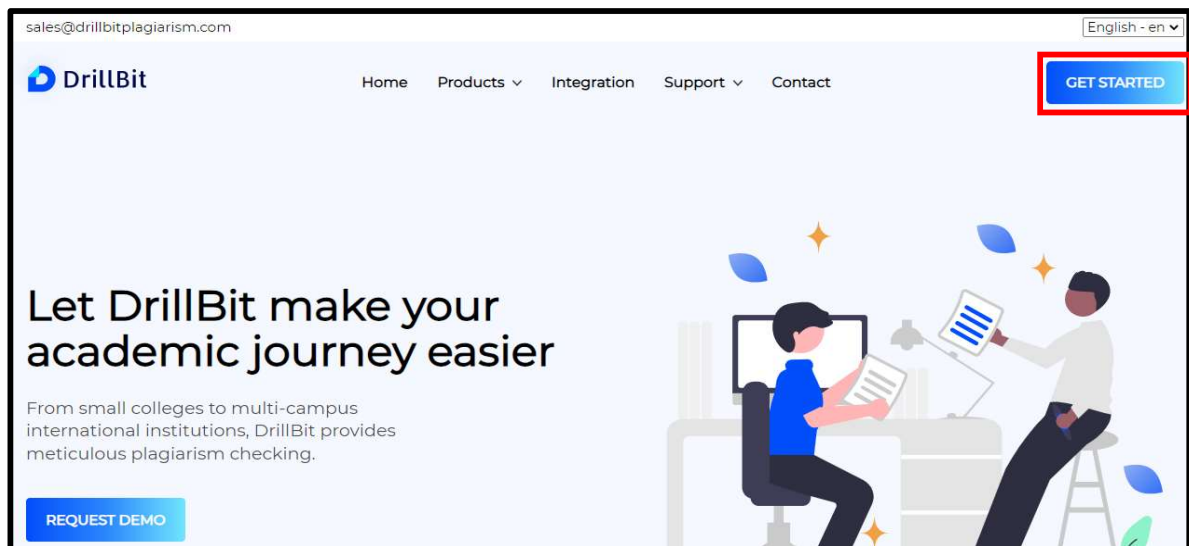 sales@drillbitplagiarism.com
English - en
DrillBit
Home Products Integration Support Contact
GET STARTED
Let DrillBit make your
academic journey easier
From small colleges to multi-campus
international institutions, DrillBit provides
meticulous plagiarism checking.
REQUEST DEMO